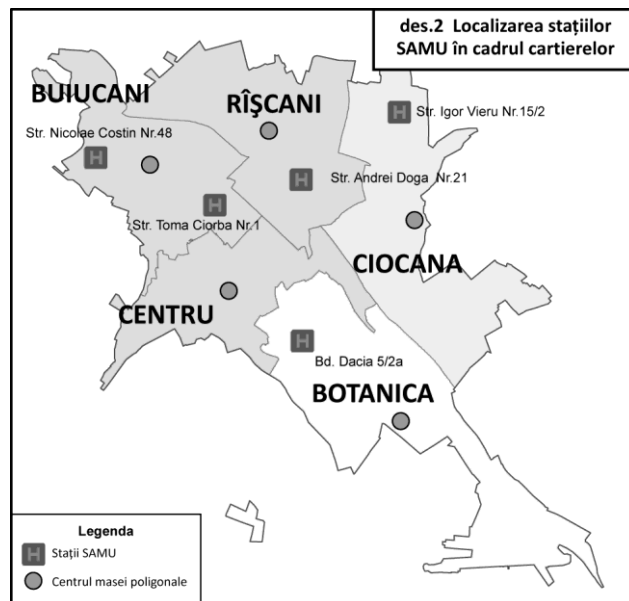 des.2 Localizarea stațiilor
SAMU în cadrul cartierelor
BUIUCANI
RÎȘCANI
Str. Igor Vieru Nr.15/2
Str. Nicolae Costin Nr.48
H
H
H
Str. Andrei Doga Nr.21
H
Str. Toma Ciorba Nr.1
CIOCANA
CENTRU
H
Bd. Dacia 5/2a
BOTANICA
Legenda
H Stații SAMU
Centrul masei poligonale